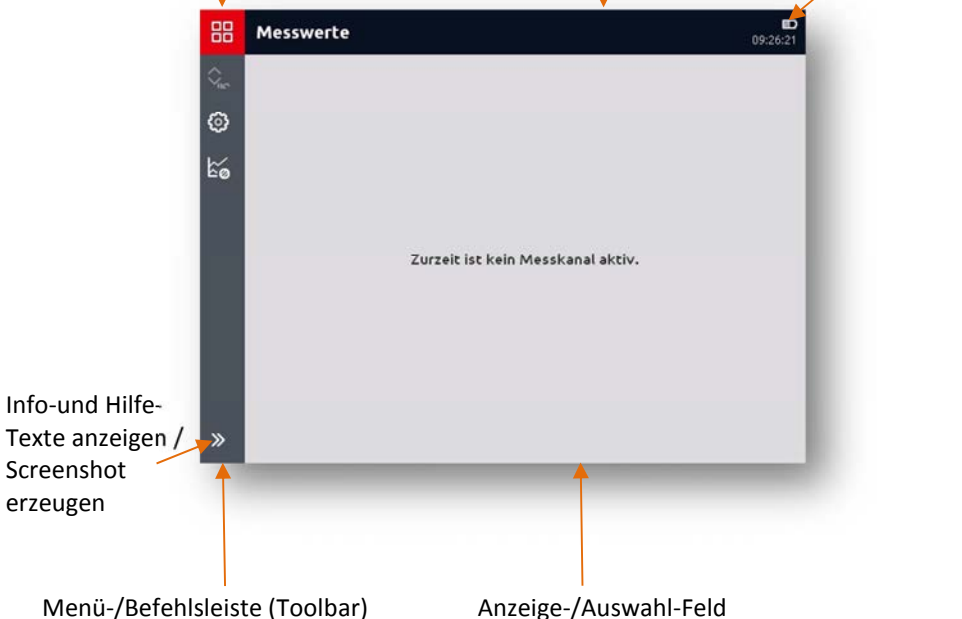 Messwerte
09:26:21
Zurzeit ist kein Messkanal aktiv.
Info-und Hilfe-
Texte anzeigen /
Screenshot
erzeugen
Menü-/Befehlsleiste (Toolbar)
Anzeige-/Auswahl-Feld